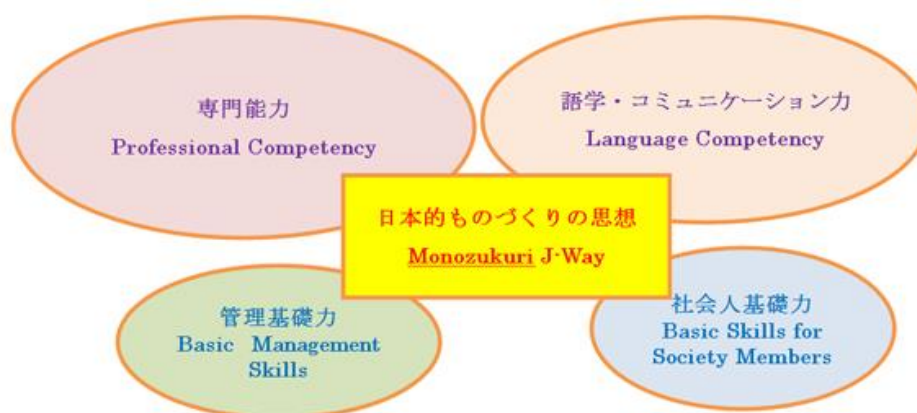 専門能力
Professional Competency
語学・コミュニケーション力
Language Competency
日本的ものづくりの思想
Monozukuri J-Way
管理基礎力
Basic Management
Skills
社会人基礎力
Basic Skills for
Society Members